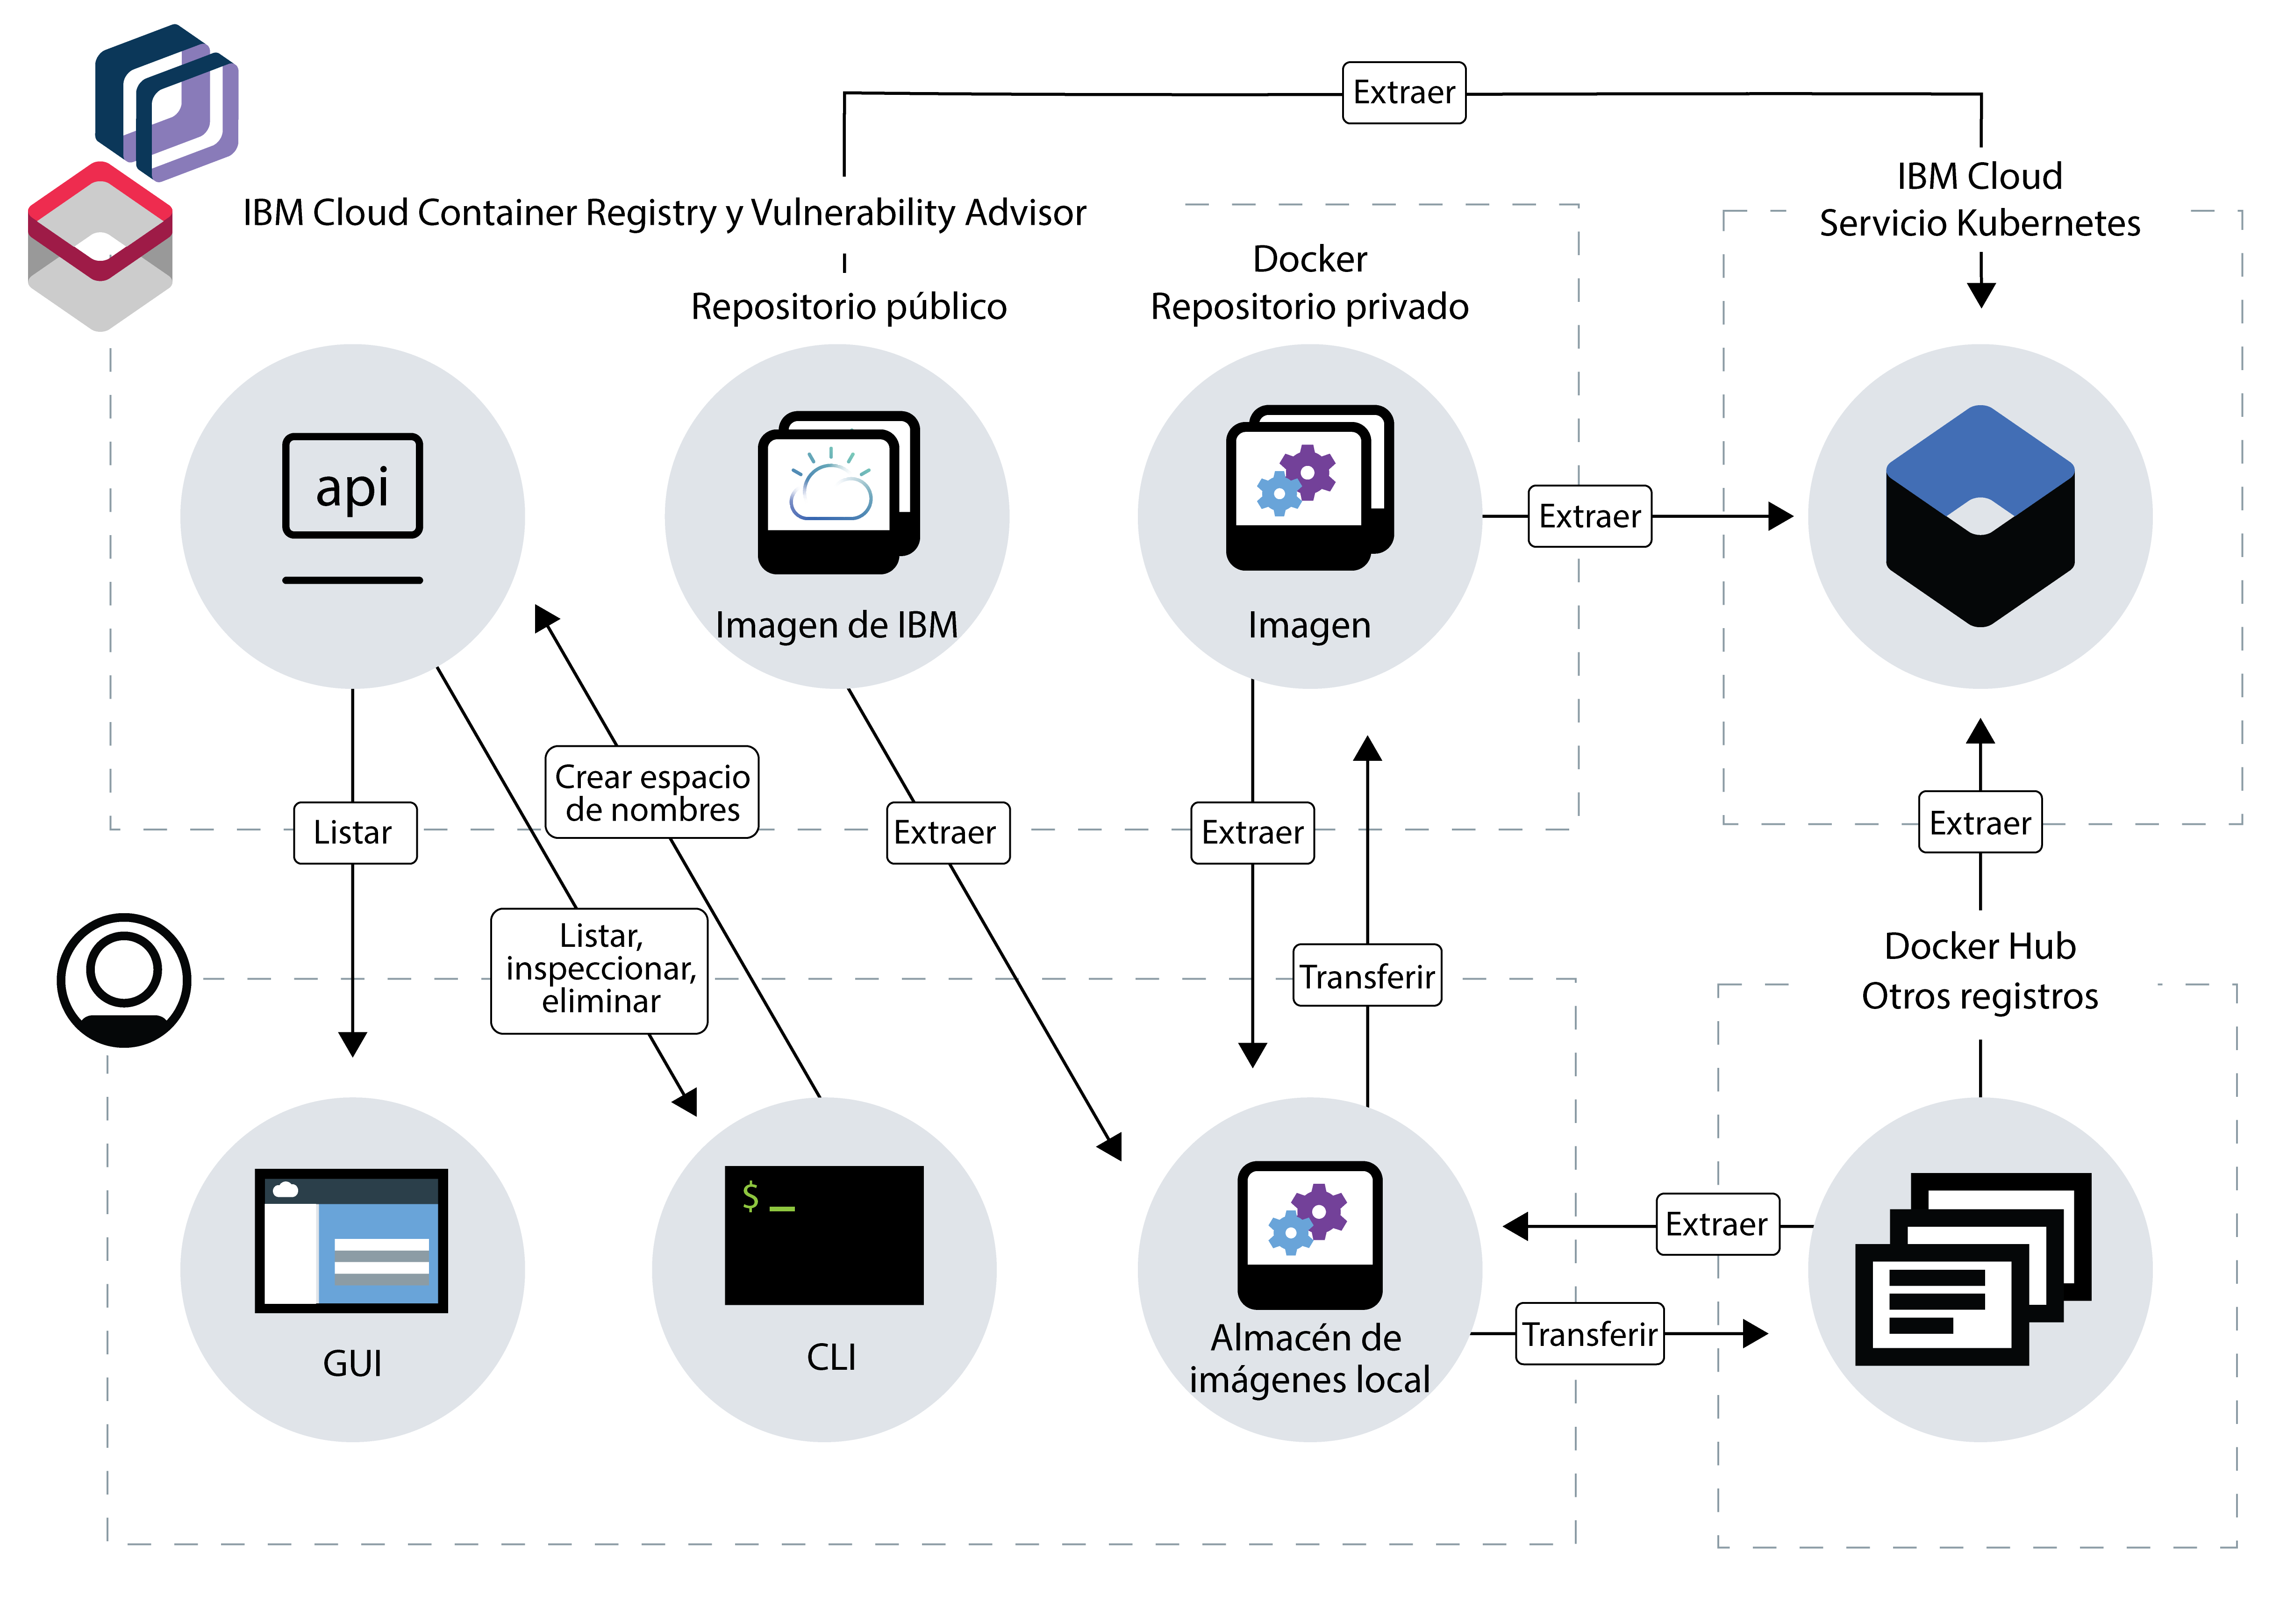 Extraer
IBM Cloud
Servicio Kubernetes
IBM Cloud Container Registry y Vulnerability Advisor
Docker
Repositorio privado
Repositorio público
api
Imagen de IBM
Imagen
Extraer
Crear espacio
de nombres
Listar
Extraer
Extraer
Extraer
Listar,
inspeccionar,
eliminar
Transferir
Docker Hub
Otros registros
$
GUI
CLI
Almacén de
imágenes local
Extraer
Transferir